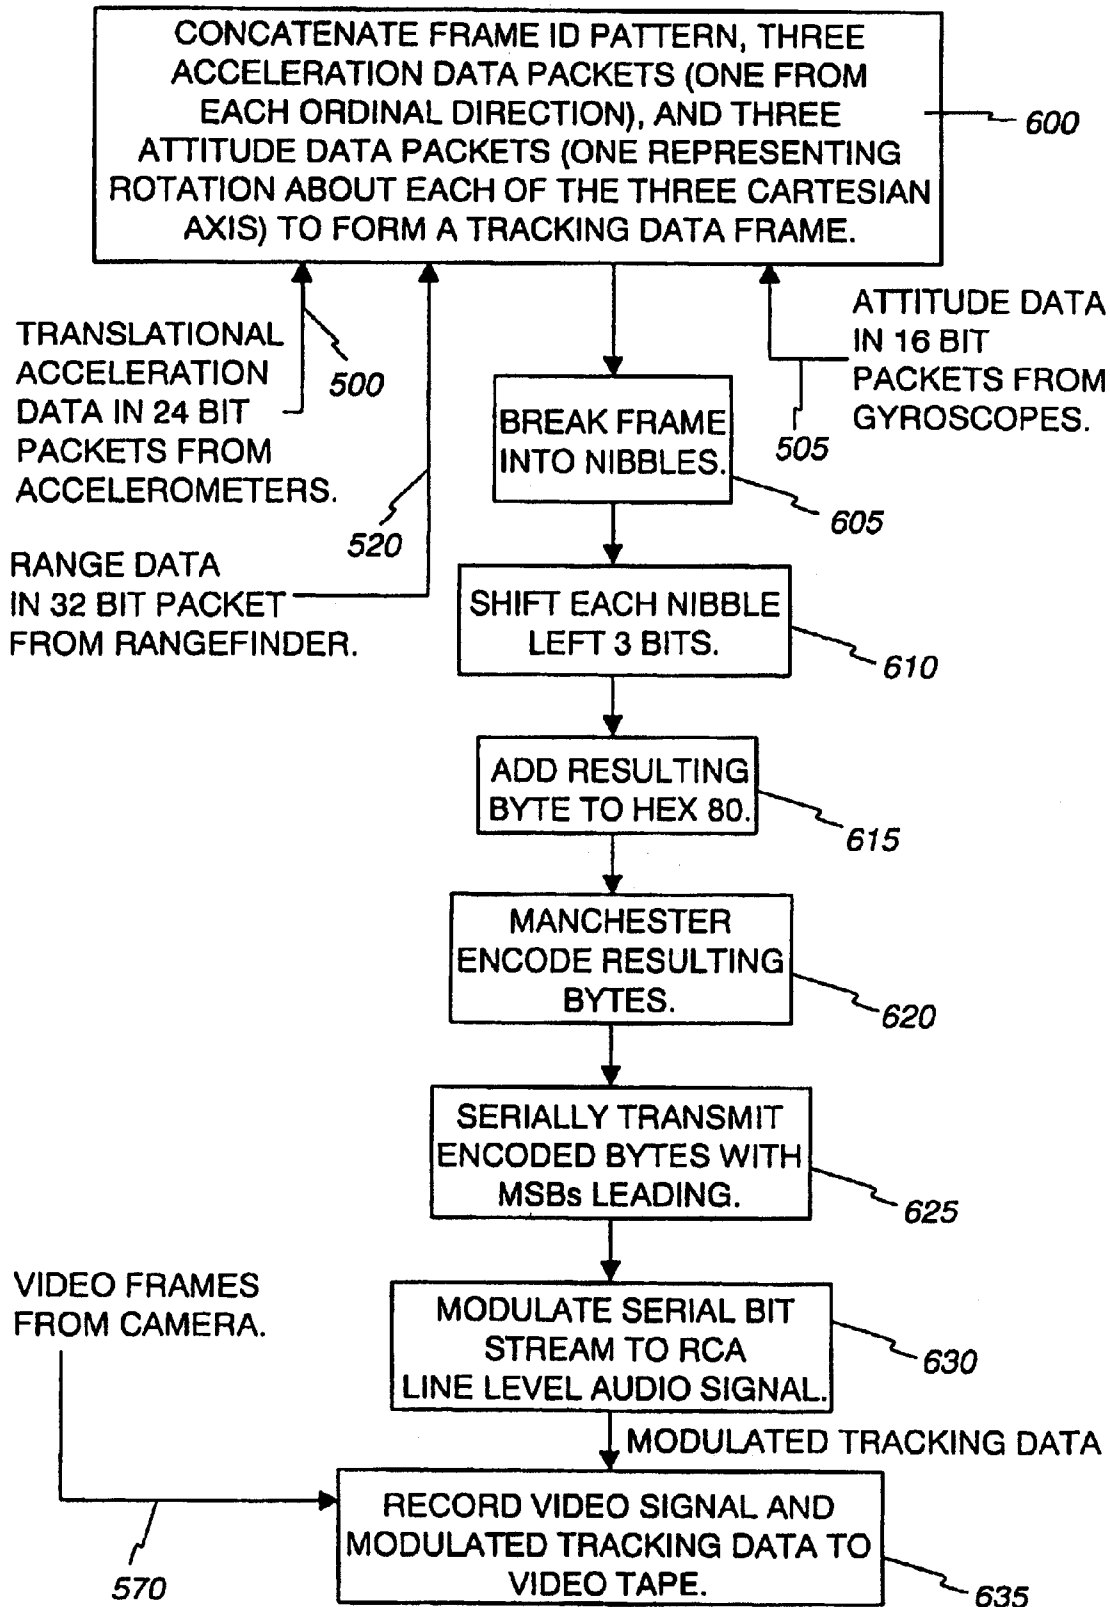 CONCATENATE FRAME ID PATTERN, THREE
ACCELERATION DATA PACKETS (ONE FROM
EACH ORDINAL DIRECTION), AND THREE
ATTITUDE DATA PACKETS (ONE REPRESENTING
ROTATION ABOUT EACH OF THE THREE CARTESIAN
AXIS) TO FORM A TRACKING DATA FRAME.
600
TRANSLATIONAL
ACCELERATION
DATA IN 24 BIT
PACKETS FROM
ACCELEROMETERS.
500
ATTITUDE DATA
IN 16 BIT
PACKETS FROM
GYROSCOPES.
505
BREAK FRAME
INTO NIBBLES.
605
520
RANGE DATA
IN 32 BIT PACKET
FROM RANGEFINDER.
SHIFT EACH NIBBLE
LEFT 3 BITS.
610
ADD RESULTING
BYTE TO HEX 80.
615
MANCHESTER
ENCODE RESULTING
BYTES.
620
SERIALLY TRANSMIT
ENCODED BYTES WITH
MSBs LEADING.
625
VIDEO FRAMES
FROM CAMERA.
MODULATE SERIAL BIT
STREAM TO RCA
LINE LEVEL AUDIO SIGNAL.
630
MODULATED TRACKING DATA
RECORD VIDEO SIGNAL AND
MODULATED TRACKING DATA TO
VIDEO TAPE.
570
635